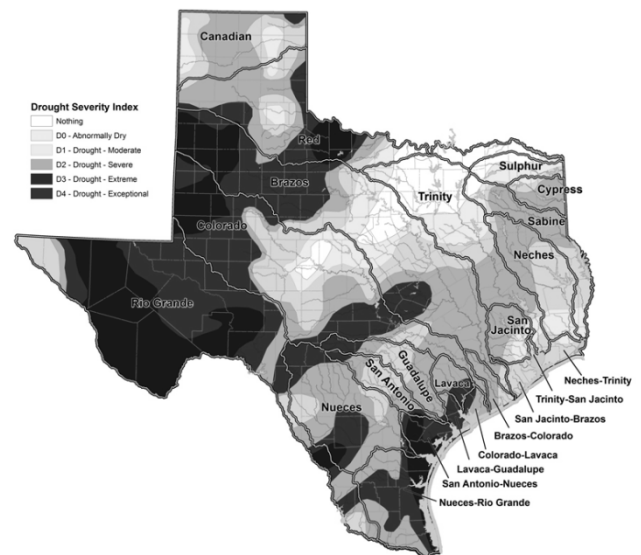 Canadian
Drought Severity Index
Nothing
D0 - Abnormally Dry
D1 - Drought - Moderate
D2 - Drought - Severe
D3 - Drought - Extreme
D4 - Drought - Exceptional
Red
Sulphur
Brazos
Trinity
Cypress
Sabine
Colorado
Neches
Rio Grande
San
Jacinto
Guadalupe
San Antonio
Lavaca
Nueces
Neches-Trinity
Trinity-San Jacinto
San Jacinto-Brazos
Brazos-Colorado
Colorado-Lavaca
Lavaca-Guadalupe
San Antonio-Nueces
Nueces-Rio Grande